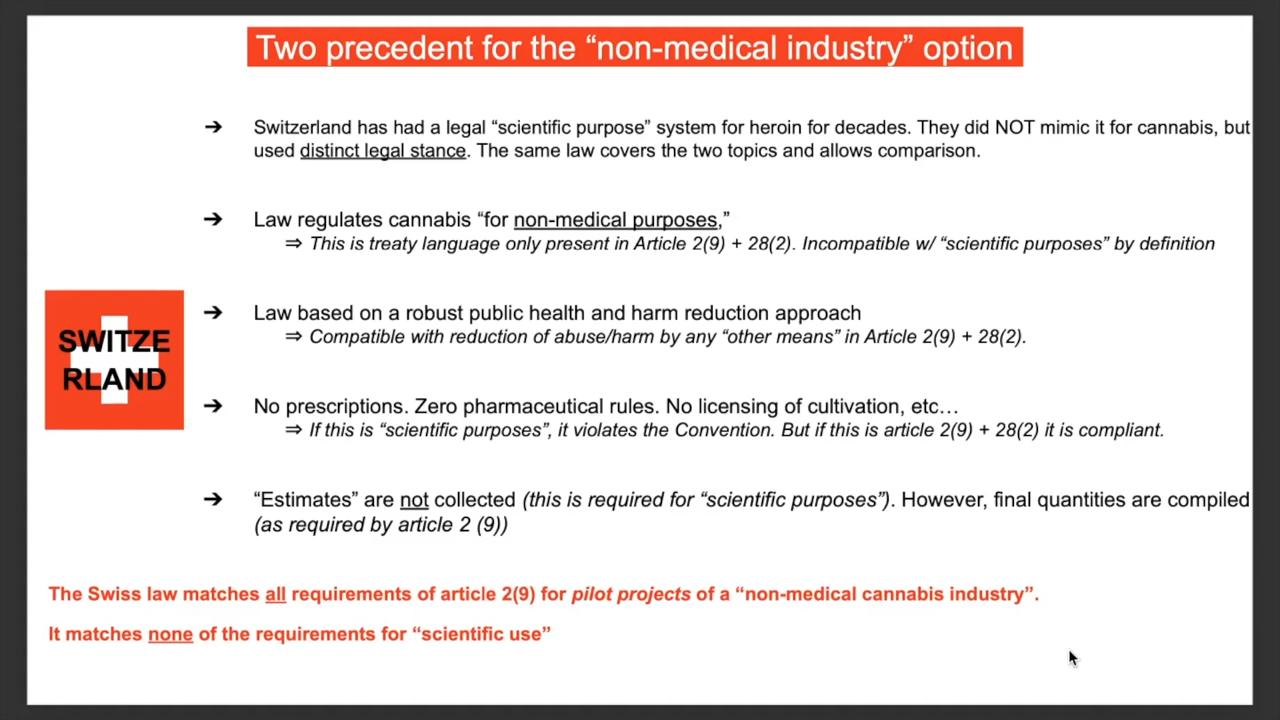 Two precedent for the “non-medical industry” option
➔ Switzerland has had a legal “scientific purpose” system for heroin for decades. They did NOT mimic it for cannabis, but
used distinct legal stance. The same law covers the two topics and allows comparison.
➔ Law regulates cannabis “for non-medical purposes,”
⇒ This is treaty language only present in Article 2(9) + 28(2). Incompatible w/ “scientific purposes” by definition
➔ Law based on a robust public health and harm reduction approach
⇒ Compatible with reduction of abuse/harm by any “other means” in Article 2(9) + 28(2).
SWITZE
RLAND
➔ No prescriptions. Zero pharmaceutical rules. No licensing of cultivation, etc…
⇒ If this is “scientific purposes”, it violates the Convention. But if this is article 2(9) + 28(2) it is compliant.
➔ “Estimates” are not collected (this is required for “scientific purposes”). However, final quantities are compiled
(as required by article 2 (9))
The Swiss law matches all requirements of article 2(9) for pilot projects of a “non-medical cannabis industry”.
It matches none of the requirements for “scientific use”